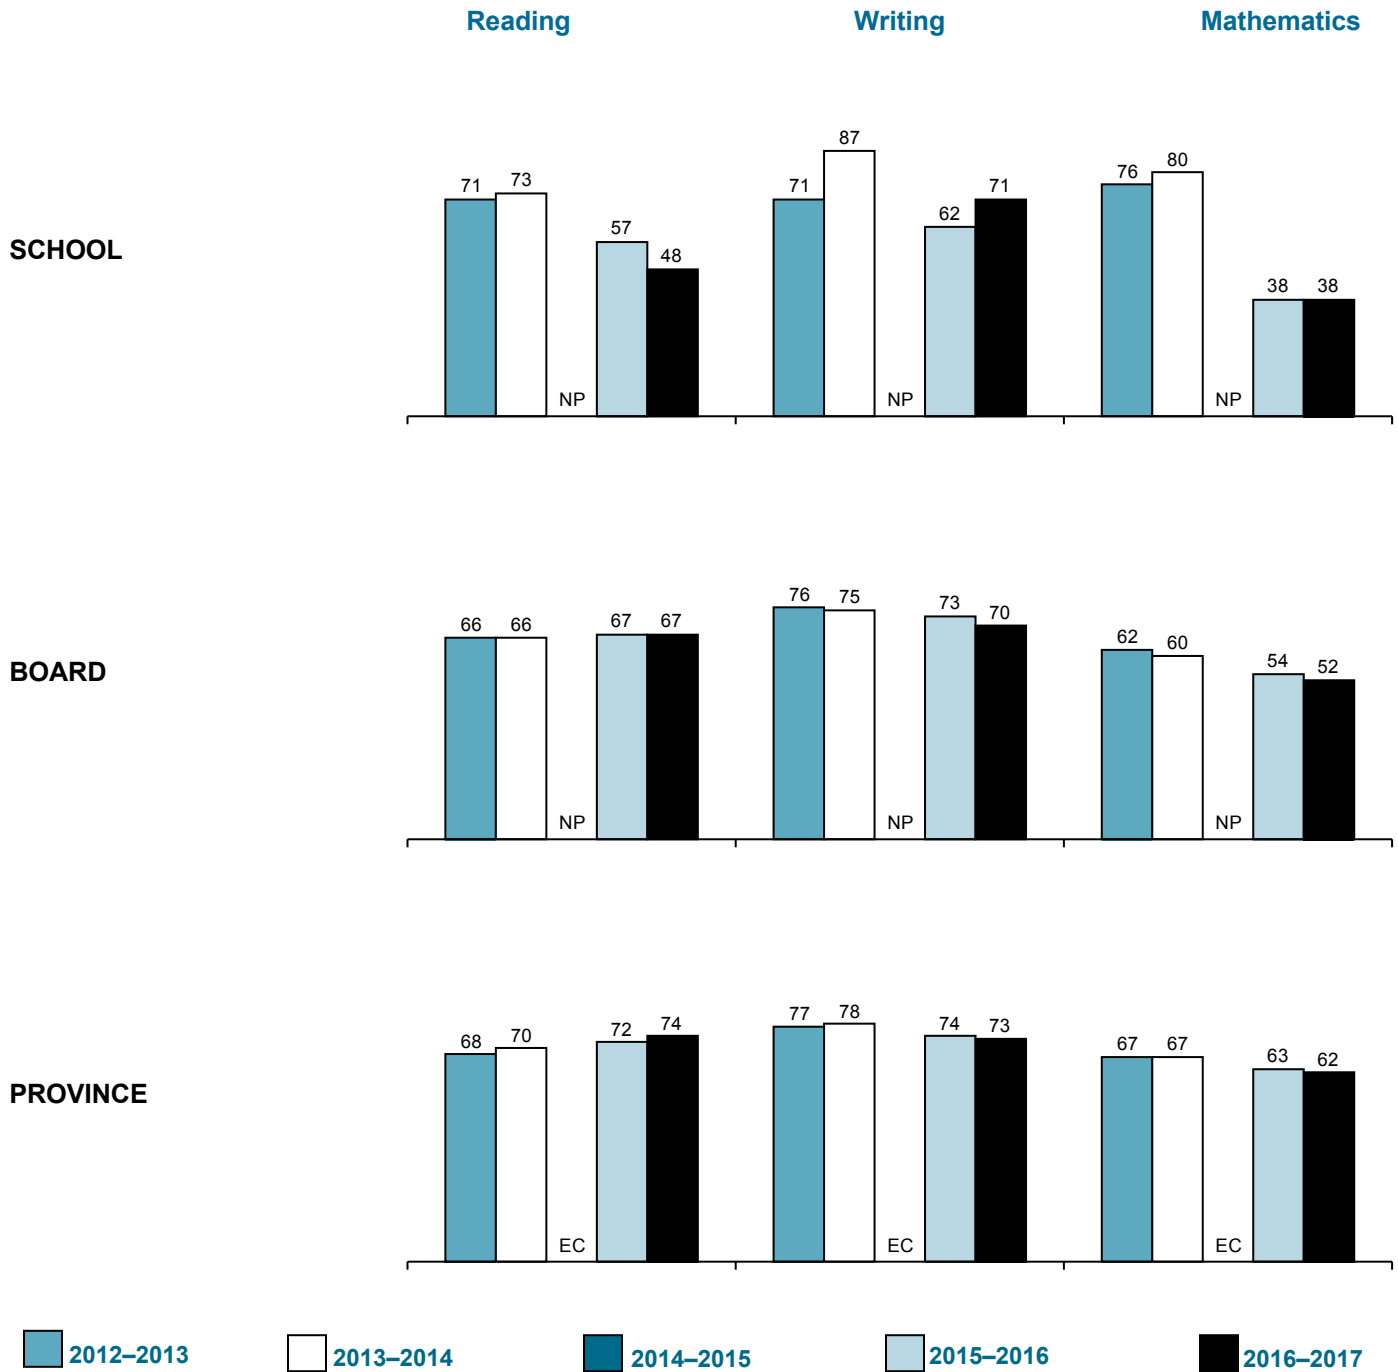 Reading Writing Mathematics
SCHOOL
71 73 NP 57 48 71 87 NP 62 71 76 80 NP 38 38
BOARD
66 66 NP 67 67 76 75 NP 73 70 62 60 NP 54 52
PROVINCE
68 70 EC 72 74 77 78 EC 74 73 67 67 EC 63 62
2012–2013 2013–2014 2014–2015 2015–2016 2016–2017